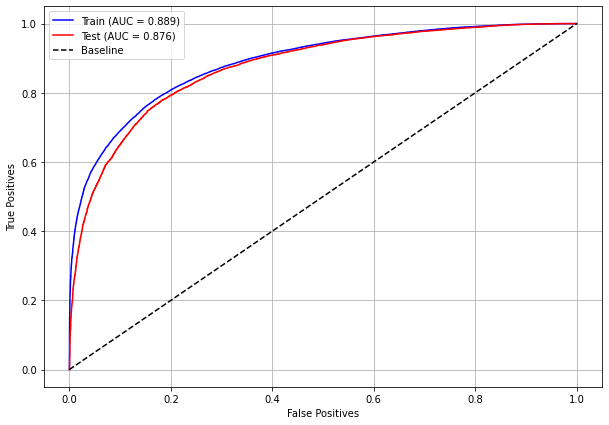 Train (AUC = 0.889)
Test (AUC = 0.876)
Baseline
True Positives
1.0
0.8
0.6
0.4
0.2
0.0
0.0 0.2 0.4 0.6 0.8 1.0
False Positives